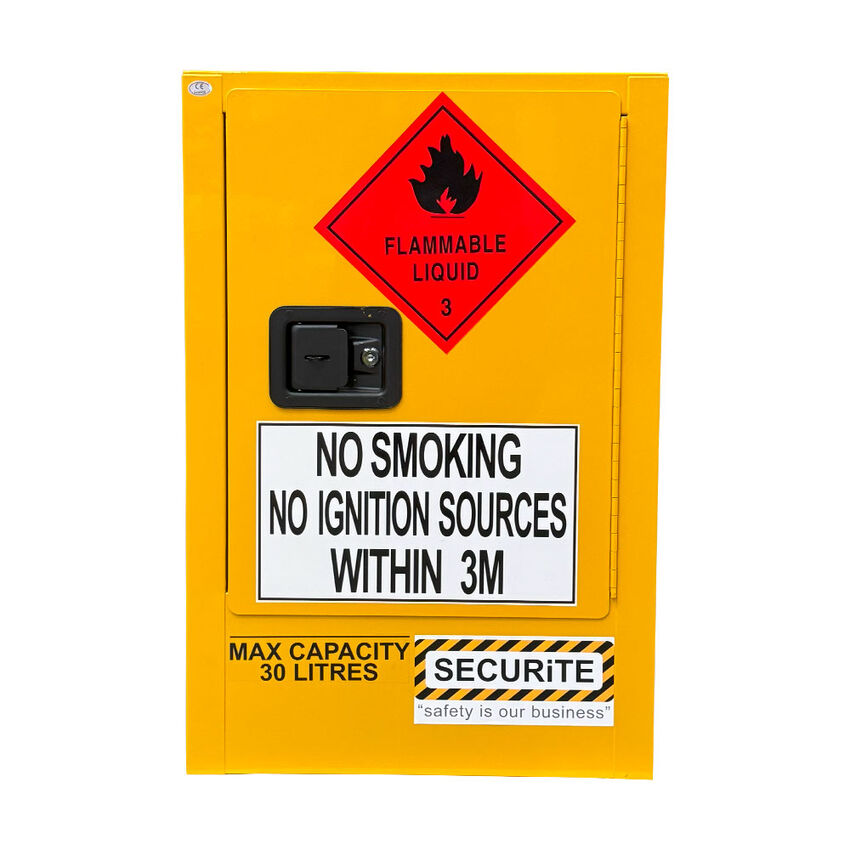 CE
FLAMMABLE
LIQUID
3
NO SMOKING
NO IGNITION SOURCES
WITHIN 3M
MAX CAPACITY
30 LITRES
SECURiTE
“safety is our business”